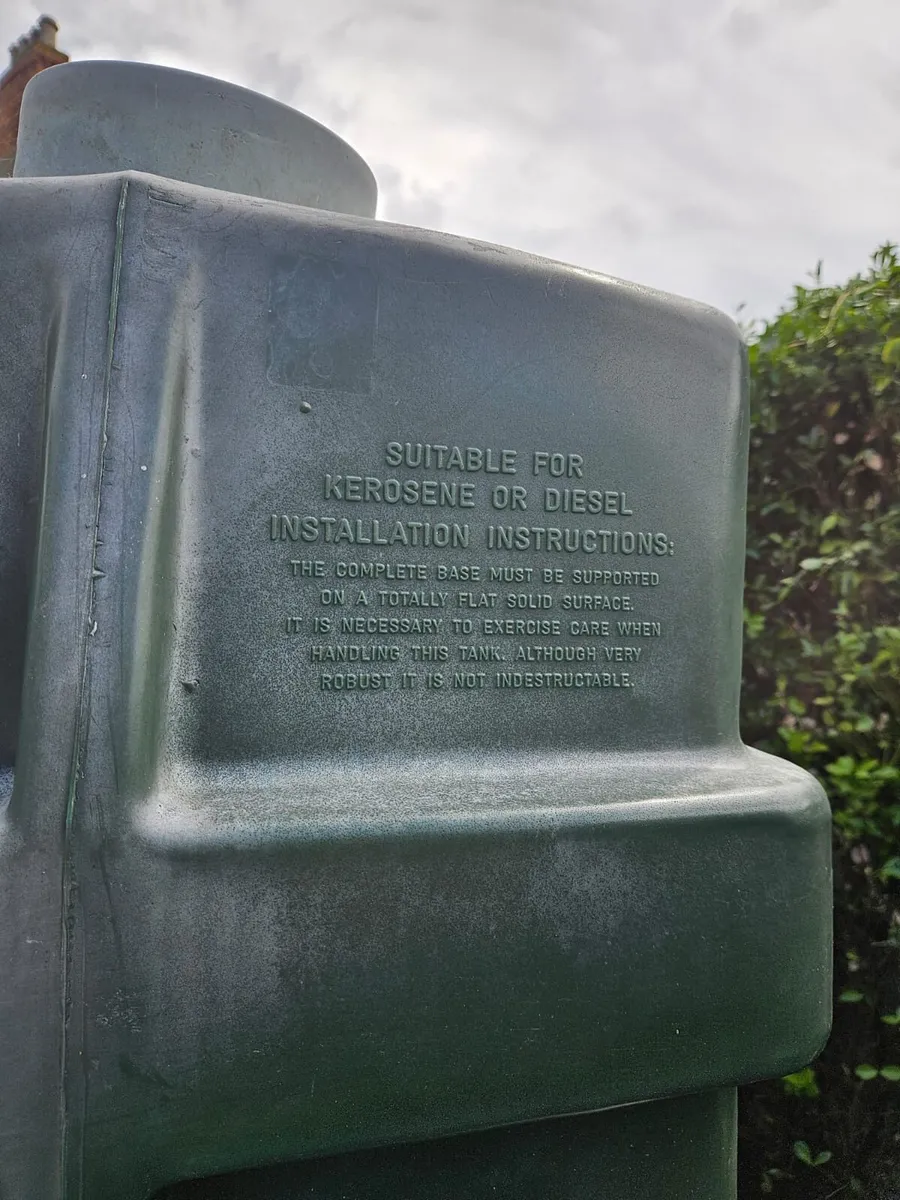 SUITABLE FOR
KEROSENE OR DIESEL
INSTALLATION INSTRUCTIONS:
THE COMPLETE BASE MUST BE SUPPORTED
ON A TOTALLY FLAT SOLID SURFACE.
IT IS NECESSARY TO EXERCISE CARE WHEN
HANDLING THIS TANK. ALTHOUGH VERY
ROBUST IT IS NOT INDESTRUCTABLE.